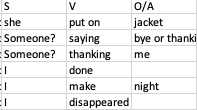 S V O/A
she put on jacket
Someone? saying bye or thanki
Someone? thanking me
I done
I make night
I disappeared